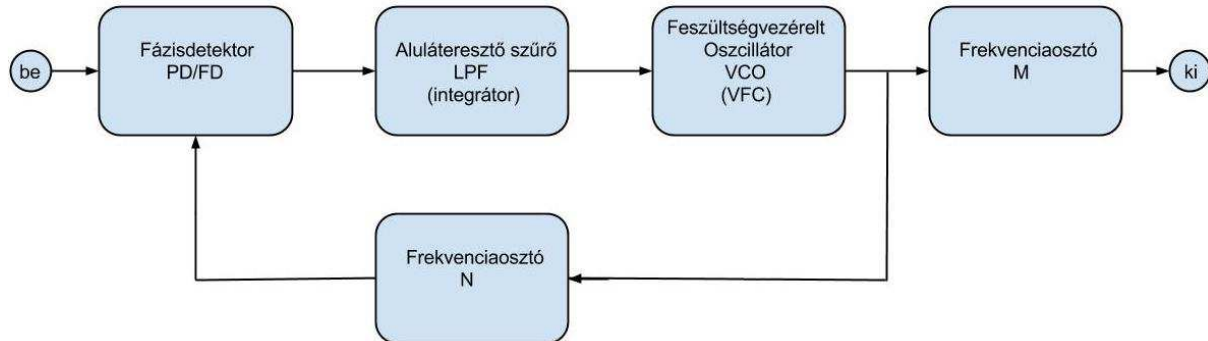 be
Fázisdetektor
PD/FD
Aluláteresztő szűrő
LPF
(integrátor)
Feszültségvezérelt
Oszcillátor
VCO
(VFC)
Frekvenciaosztó
M
ki
Frekvenciaosztó
N